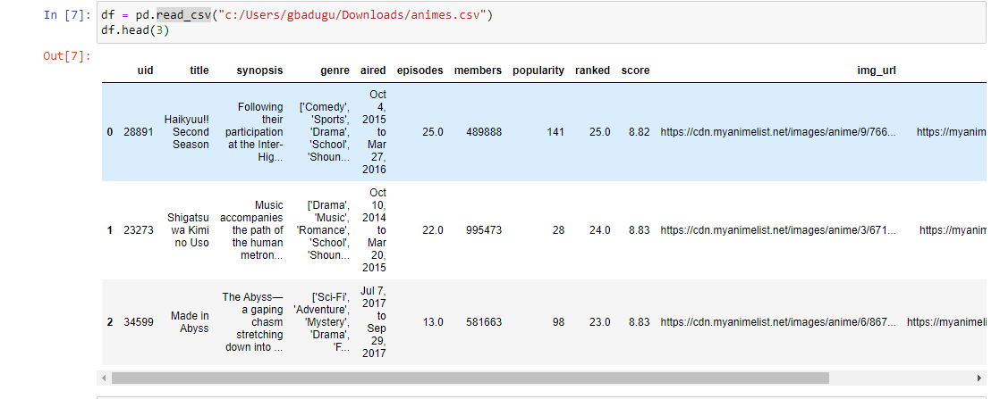 In [7]: df = pd.read_csv("c:/Users/gbadugu/Downloads/animes.csv")
df.head(3)
Out[7]:
uid title synopsis genre aired episodes members popularity ranked score img_url
0 28891 Haikyuu!! Second Season Following their participation at the Inter-Hig... ['Comedy', 'Sports', 'Drama', 'School', 'Shoun... Oct 4, 2015 to Mar 27, 2016 25.0 489888 141 25.0 8.82 https://cdn.myanimelist.net/images/anime/9/766... https://myanim
1 23273 Shigatsu wa Kimi no Uso Music accompanies the path of the human metron... ['Drama', 'Music', 'Romance', 'School', 'Shoun... Oct 10, 2014 to Mar 20, 2015 22.0 995473 28 24.0 8.83 https://cdn.myanimelist.net/images/anime/3/671... https://myanim
2 34599 Made in Abyss The Abyss—a gaping chasm stretching down into ... ['Sci-Fi', 'Adventure', 'Mystery', 'Drama', 'F... Jul 7, 2017 to Sep 29, 2017 13.0 581663 98 23.0 8.83 https://cdn.myanimelist.net/images/anime/6/867... https://myanimeli